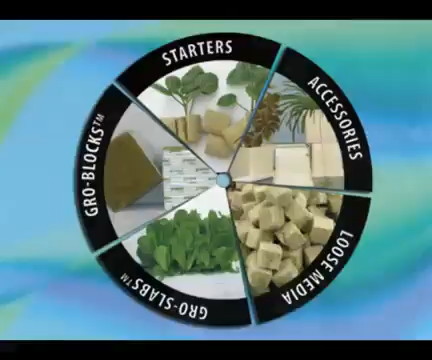 STARTERS
ACCESSORIES
LOOSE MEDIA
GRO-SLABS™
GRO-BLOCKS™